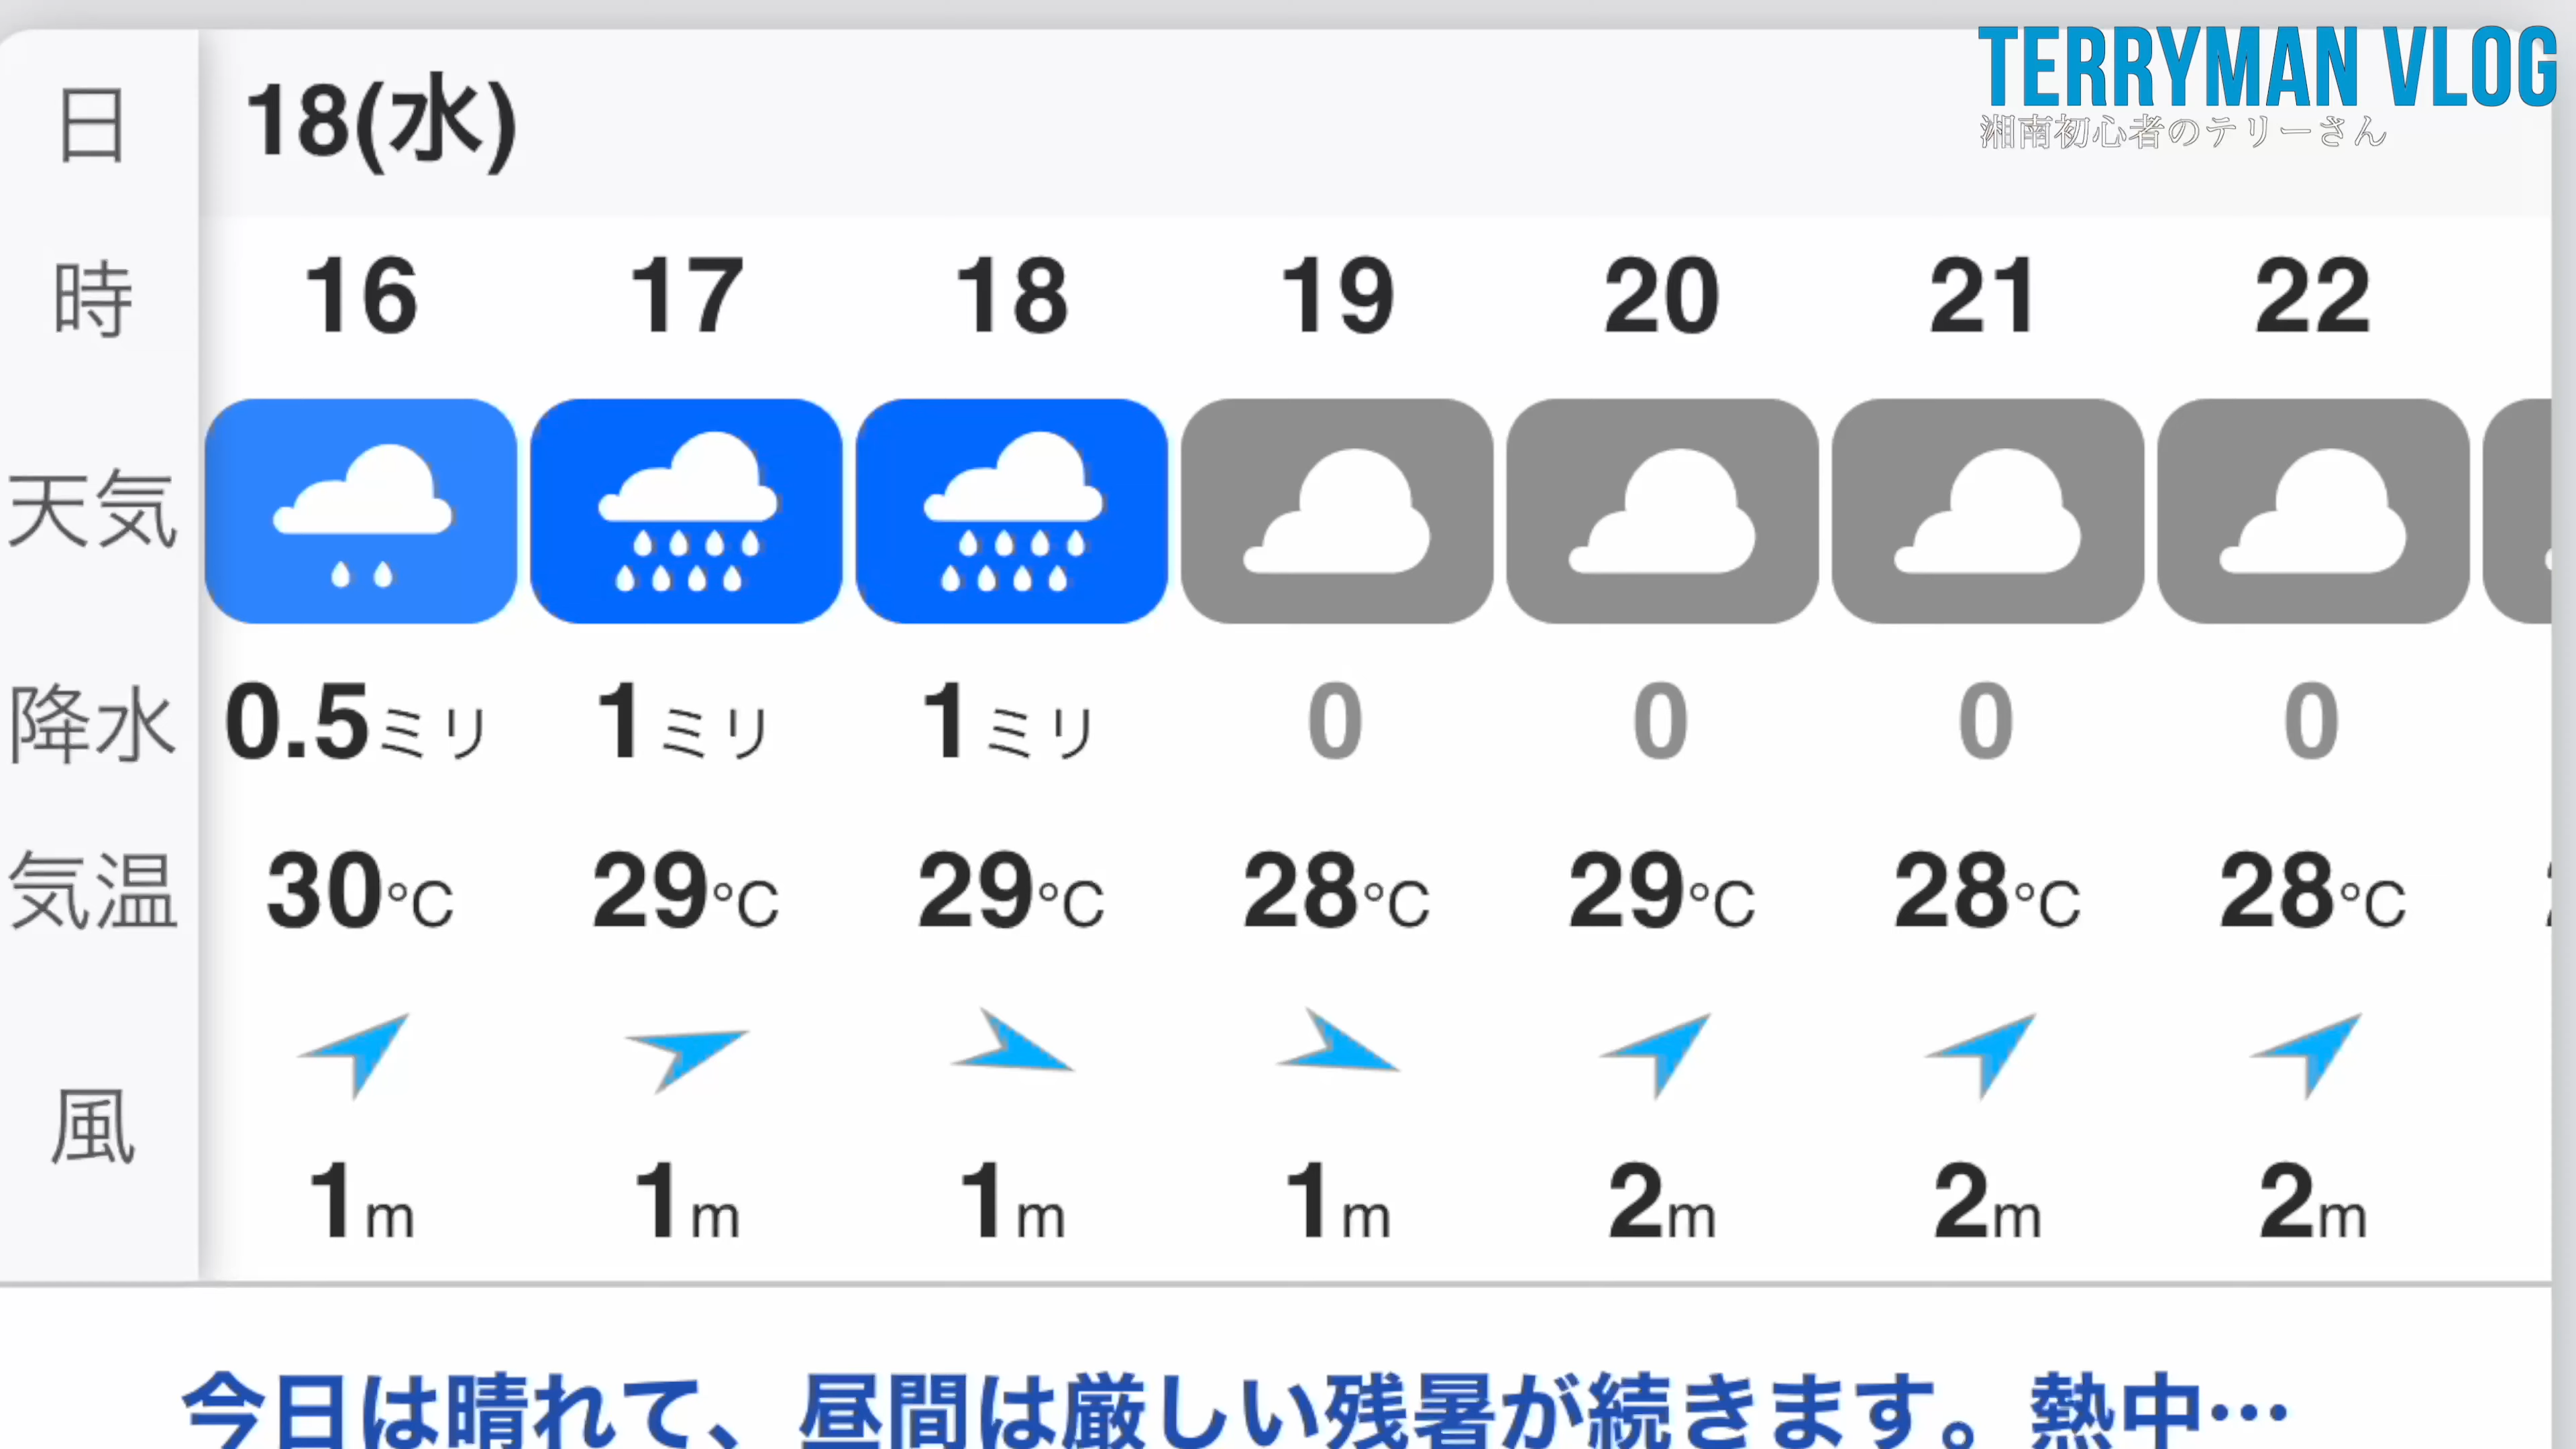 TERRYMAN VLOG
湘南初心者のテリーさん
日 18(水)
時 16 17 18 19 20 21 22
天気
降水 0.5ミリ 1ミリ 1ミリ 0 0 0 0
気温 30℃ 29℃ 29℃ 28℃ 29℃ 28℃ 28℃
風 1m 1m 1m 1m 2m 2m 2m
今日は晴れて、昼間は厳しい残暑が続きます。熱中…